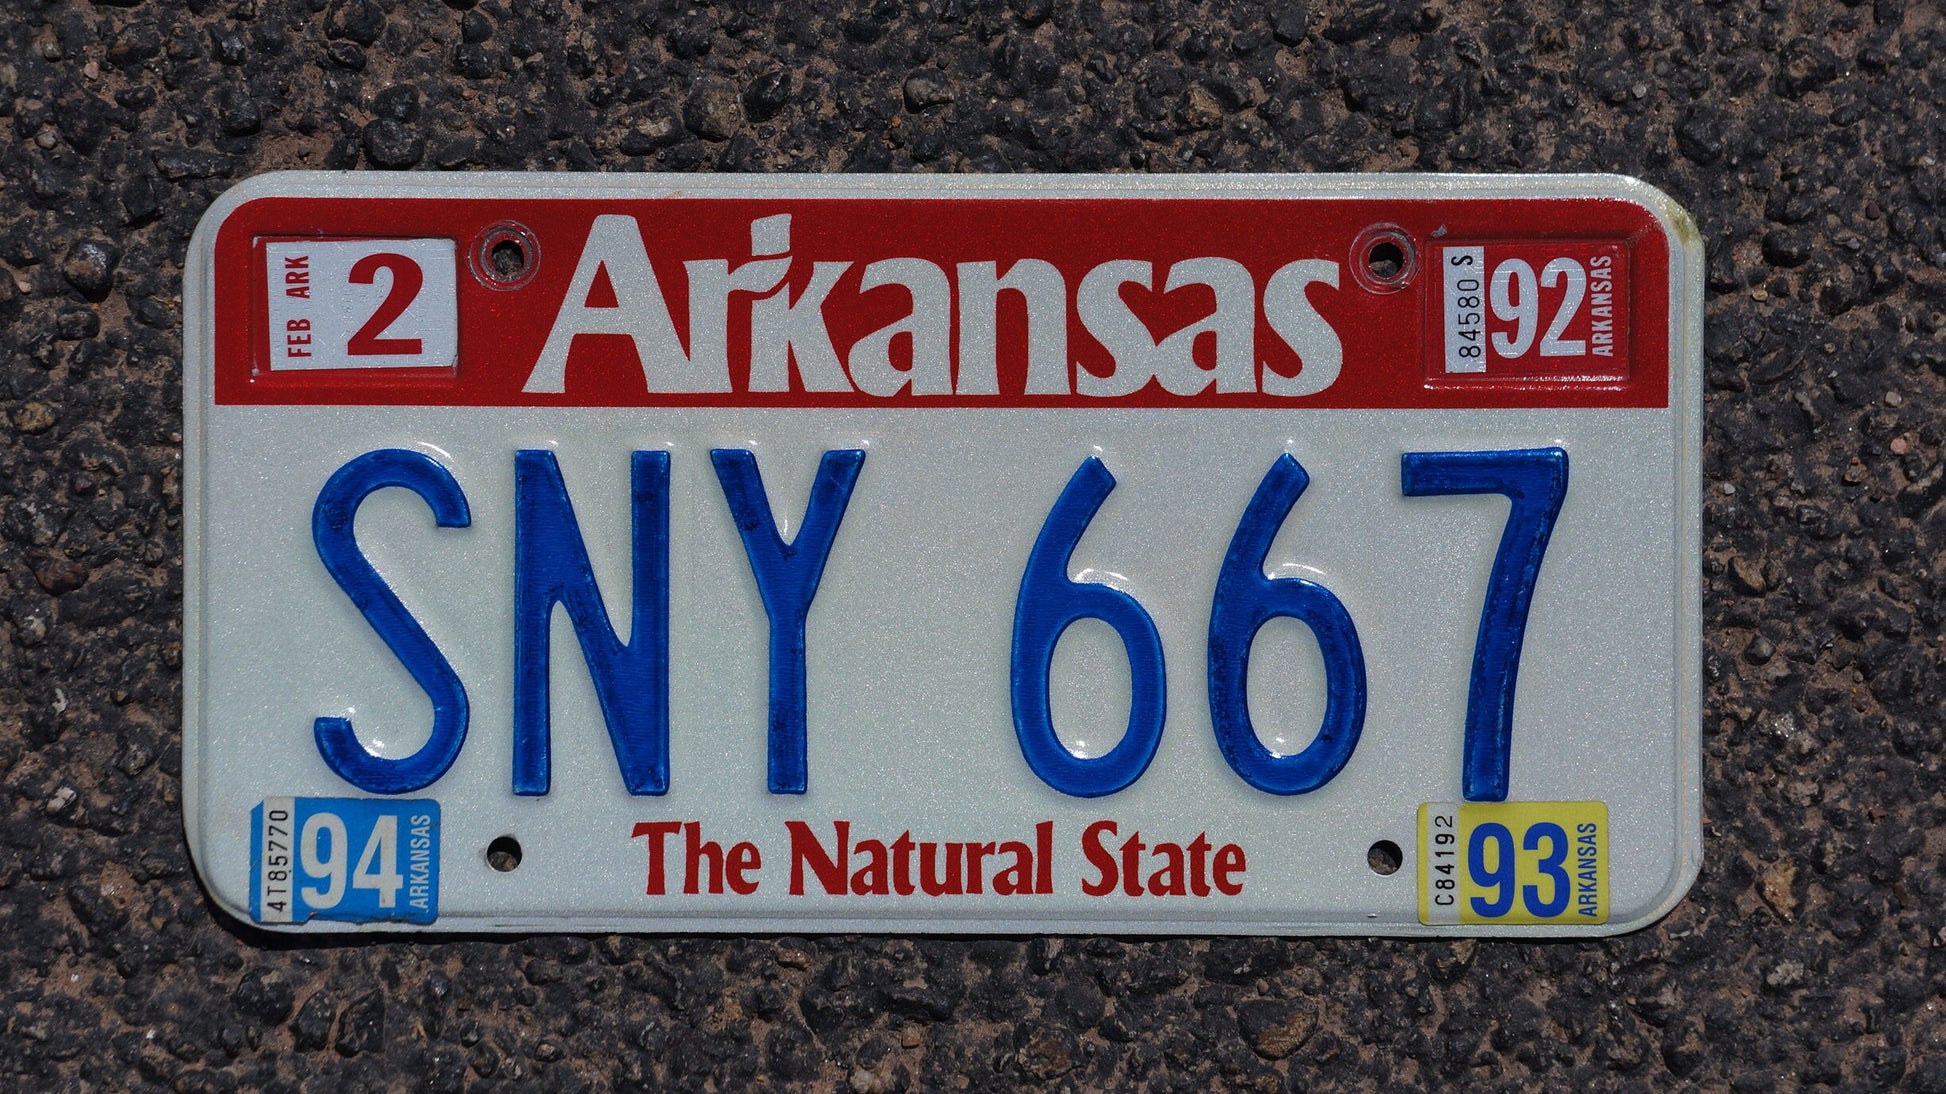 FEB ARK
2
Arkansas
84580 S
92
ARKANSAS
SNY 667
4T85770
94
ARKANSAS
The Natural State
C84192
93
ARKANSAS